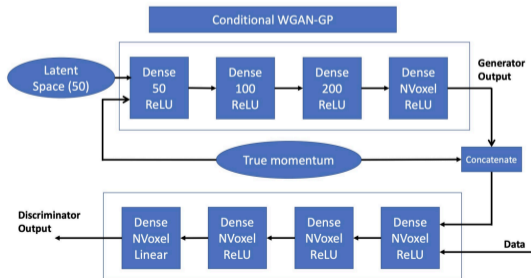 Conditional WGAN-GP
Latent
Space (50)
Dense
50
ReLU
Dense
100
ReLU
Dense
200
ReLU
Dense
NVoxel
ReLU
Generator
Output
True momentum
Concatenate
Discriminator
Output
Dense
NVoxel
Linear
Dense
NVoxel
ReLU
Dense
NVoxel
ReLU
Dense
NVoxel
ReLU
Data